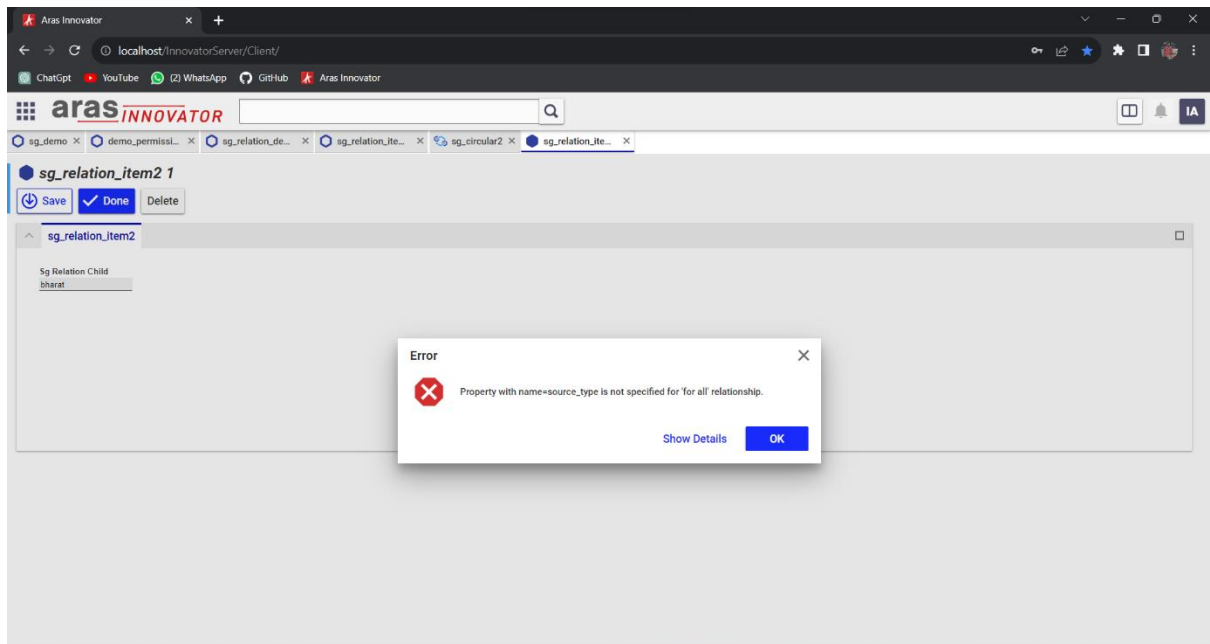 Aras Innovator
localhost/InnovatorServer/Client/
ChatGpt YouTube (2) WhatsApp GitHub Aras Innovator
aras INNOVATOR IA
sg_demo demo_permissi... sg_relation_de... sg_relation_ite... sg_circular2 sg_relation_ite...
sg_relation_item2 1
Save Done Delete
sg_relation_item2
Sg Relation Child
bharat
Error
Property with name=source_type is not specified for 'for all' relationship.
Show Details OK